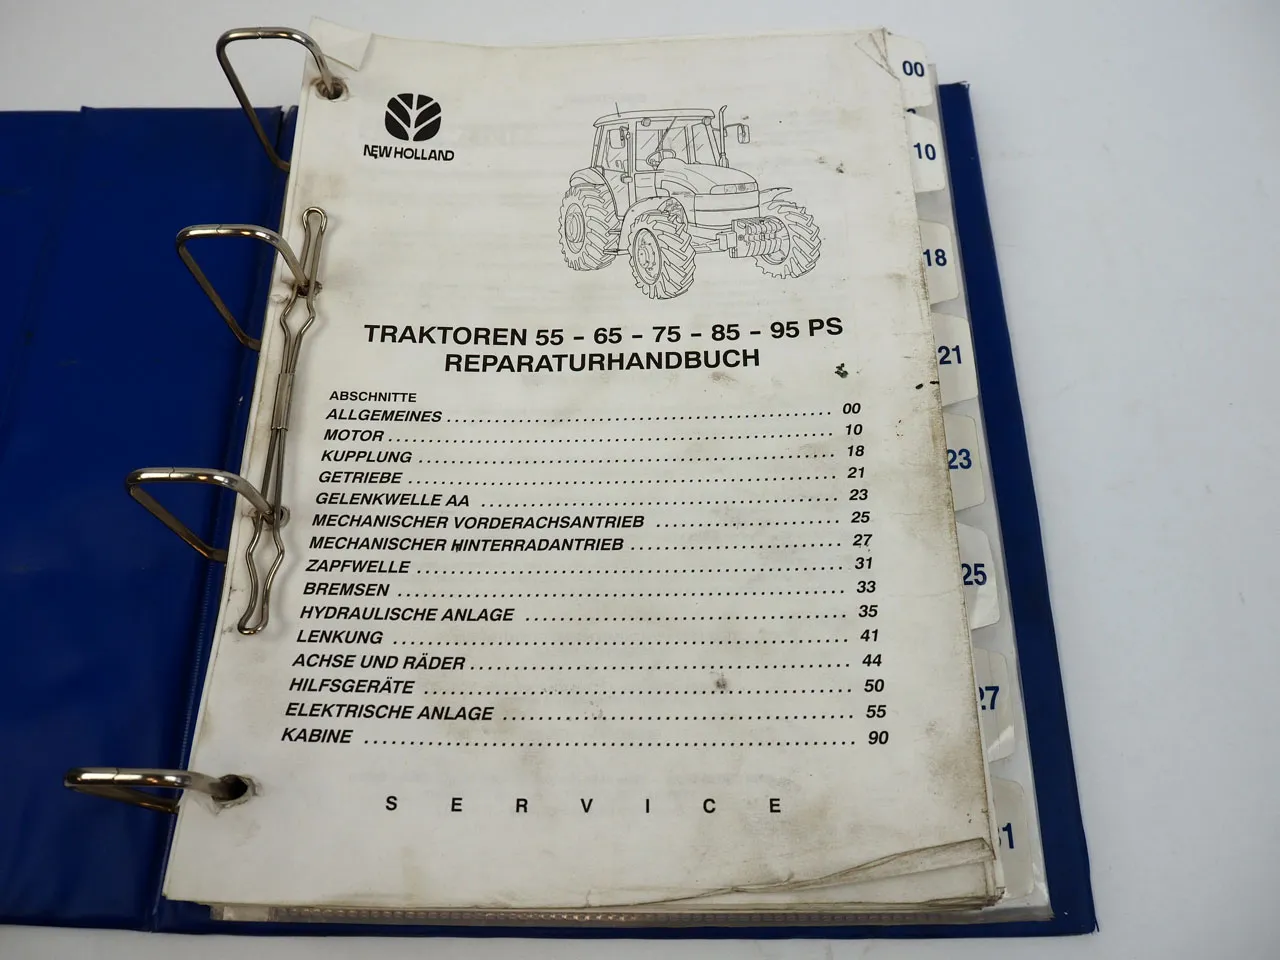 NEW HOLLAND
TRAKTOREN 55 - 65 - 75 - 85 - 95 PS
REPARATURHANDBUCH
ABSCHNITTE
ALLGEMEINES 00
MOTOR 10
KUPPLUNG 18
GETRIEBE 21
GELENKWELLE AA 23
MECHANISCHER VORDERACHSANTRIEB 25
MECHANISCHER HINTERRADANTRIEB 27
ZAPFWELLE 31
BREMSEN 33
HYDRAULISCHE ANLAGE 35
LENKUNG 41
ACHSE UND RÄDER 44
HILFSGERÄTE 50
ELEKTRISCHE ANLAGE 55
KABINE 90
S E R V I C E
00
10
18
21
23
25
27
31